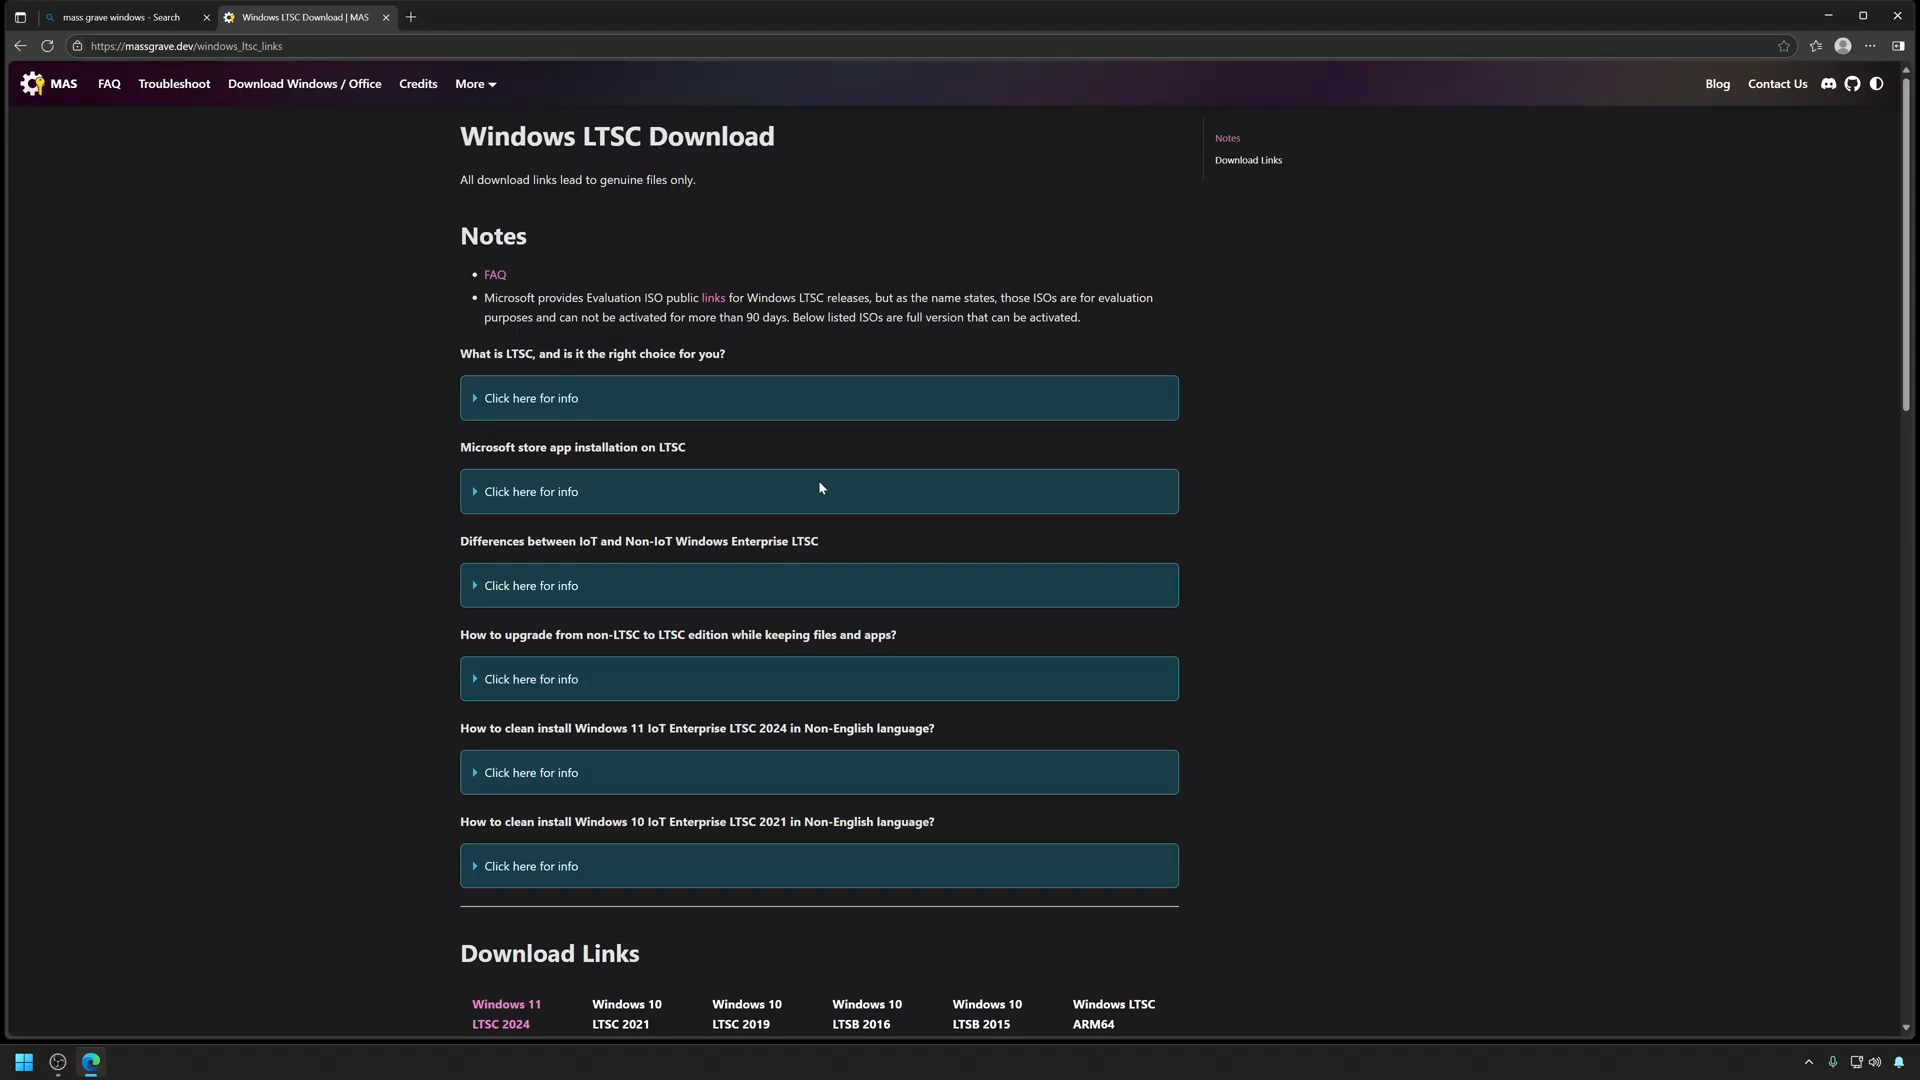 mass grave windows - Search
Windows LTSC Download | MAS
https://massgrave.dev/windows_ltsc_links
MAS
FAQ
Troubleshoot
Download Windows / Office
Credits
More
Blog
Contact Us
Windows LTSC Download
All download links lead to genuine files only.
Notes
Download Links
Notes
• FAQ
• Microsoft provides Evaluation ISO public links for Windows LTSC releases, but as the name states, those ISOs are for evaluation
purposes and can not be activated for more than 90 days. Below listed ISOs are full version that can be activated.
What is LTSC, and is it the right choice for you?
Click here for info
Microsoft store app installation on LTSC
Click here for info
Differences between IoT and Non-IoT Windows Enterprise LTSC
Click here for info
How to upgrade from non-LTSC to LTSC edition while keeping files and apps?
Click here for info
How to clean install Windows 11 IoT Enterprise LTSC 2024 in Non-English language?
Click here for info
How to clean install Windows 10 IoT Enterprise LTSC 2021 in Non-English language?
Click here for info
Download Links
Windows 11
LTSC 2024
Windows 10
LTSC 2021
Windows 10
LTSC 2019
Windows 10
LTSB 2016
Windows 10
LTSB 2015
Windows LTSC
ARM64